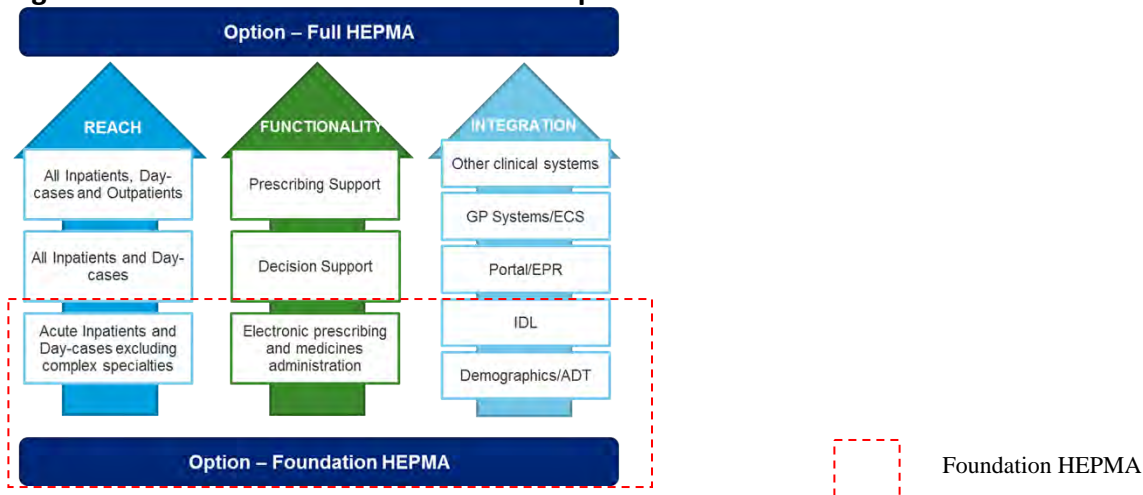 Option – Full HEPMA
REACH
All Inpatients, Day-
cases and Outpatients
All Inpatients and Day-
cases
Acute Inpatients and
Day-cases excluding
complex specialties
FUNCTIONALITY
Prescribing Support
Decision Support
Electronic prescribing
and medicines
administration
INTEGRATION
Other clinical systems
GP Systems/ECS
Portal/EPR
IDL
Demographics/ADT
Option – Foundation HEPMA
Foundation HEPMA